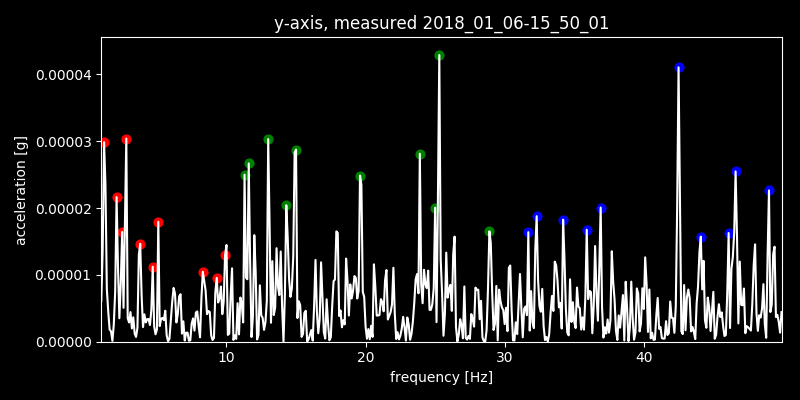 y-axis, measured 2018_01_06-15_50_01
0.00004
0.00003
0.00002
0.00001
0.00000
acceleration [g]
10 20 30 40
frequency [Hz]